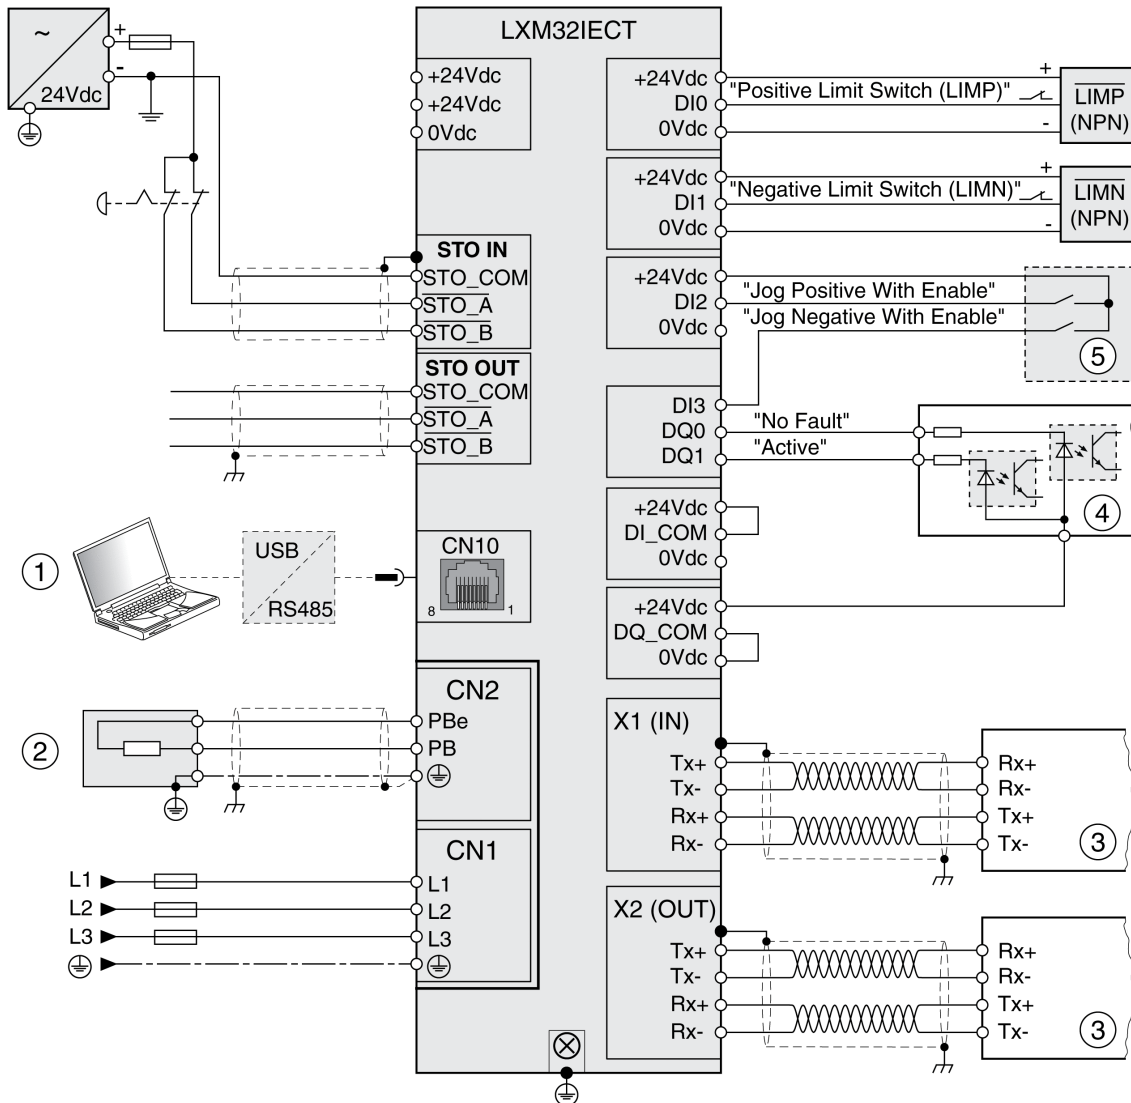 LXM32IECT
~
+
-
24Vdc
+24Vdc
+24Vdc
0Vdc
STO IN
STO_COM
STO_A
STO_B
STO OUT
STO_COM
STO_A
STO_B
1
USB
RS485
CN10
8 1
CN2
2
PBe
PB
CN1
L1 L1
L2 L2
L3 L3
+24Vdc
DI0
0Vdc
"Positive Limit Switch (LIMP)"
+
-
LIMP
(NPN)
+24Vdc
DI1
0Vdc
"Negative Limit Switch (LIMN)"
+
-
LIMN
(NPN)
+24Vdc
DI2
0Vdc
"Jog Positive With Enable"
"Jog Negative With Enable"
5
DI3
DQ0
DQ1
"No Fault"
"Active"
4
+24Vdc
DI_COM
0Vdc
+24Vdc
DQ_COM
0Vdc
X1 (IN)
Tx+ Rx+
Tx- Rx-
Rx+ Tx+
Rx- Tx-
3
X2 (OUT)
Tx+ Rx+
Tx- Rx-
Rx+ Tx+
Rx- Tx-
3